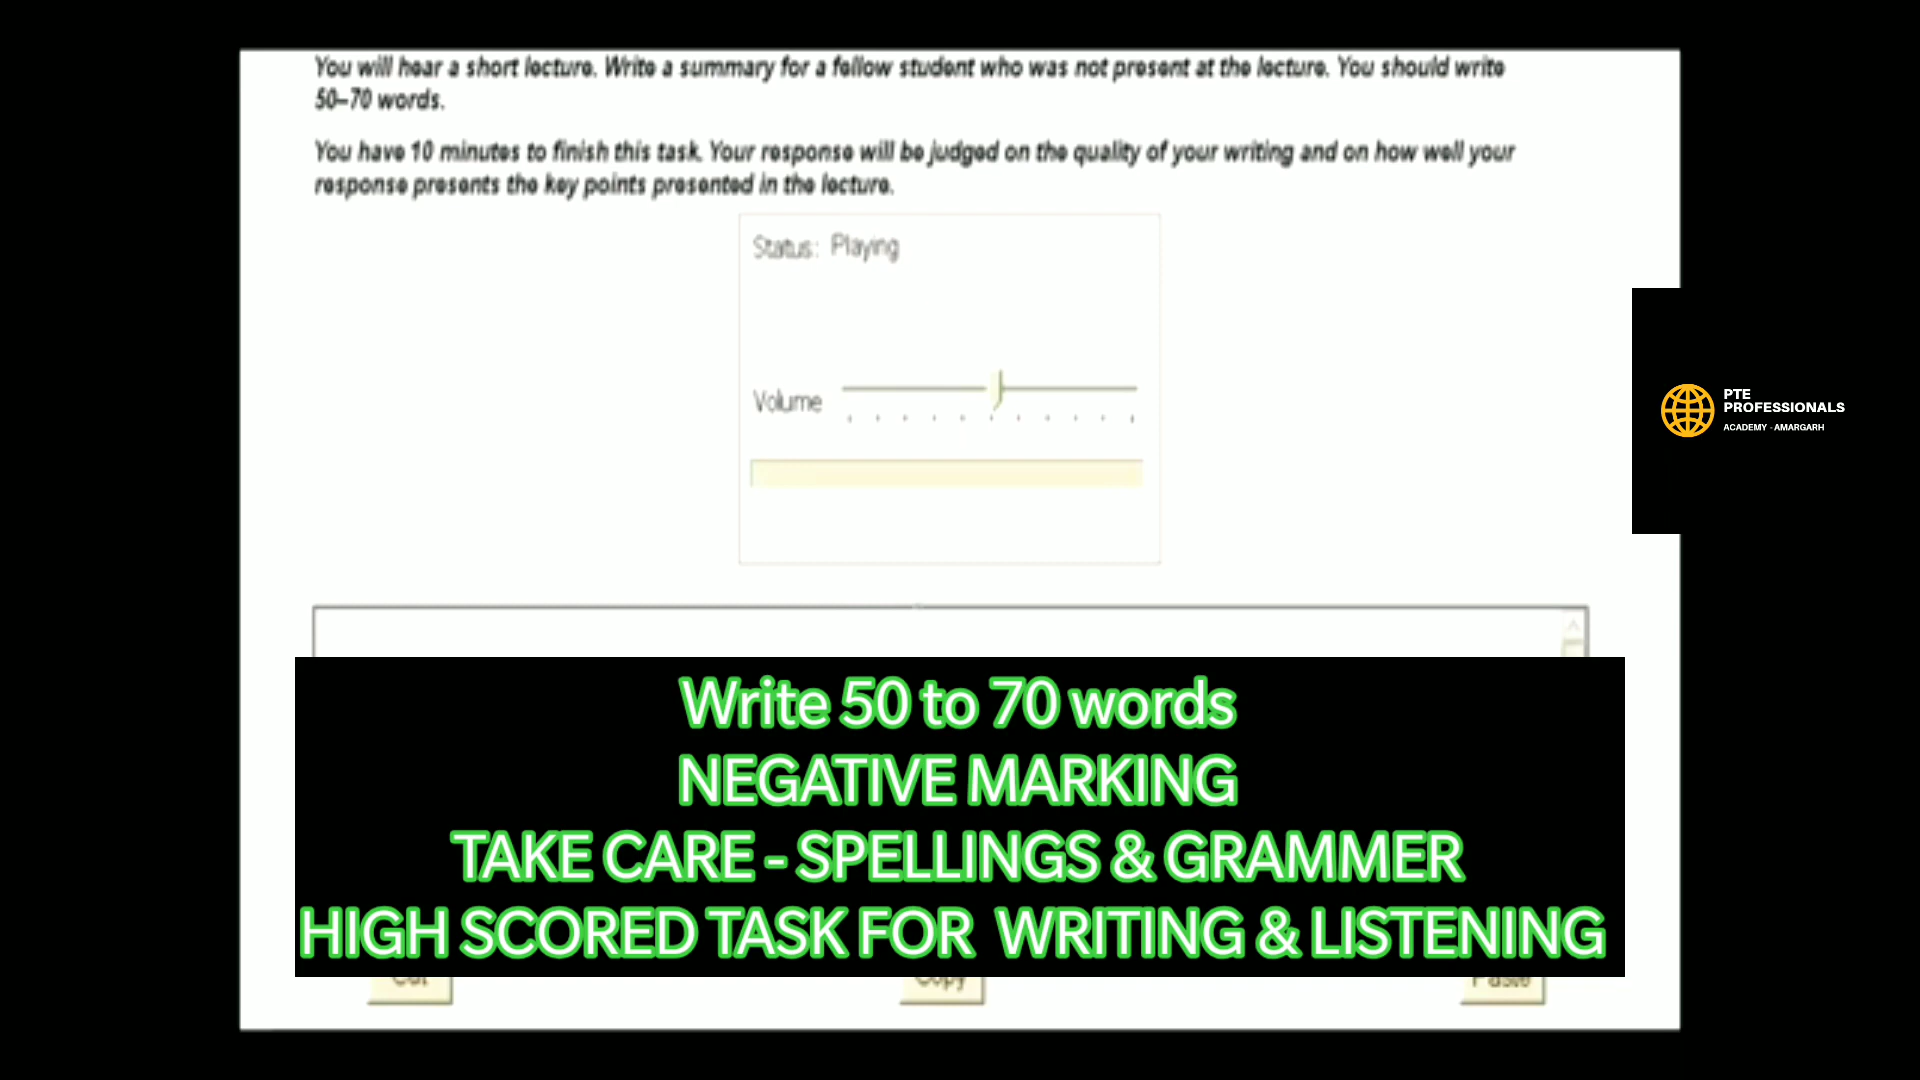 You will hear a short lecture. Write a summary for a fellow student who was not present at the lecture. You should write
50–70 words.
You have 10 minutes to finish this task. Your response will be judged on the quality of your writing and on how well your
response presents the key points presented in the lecture.
Status: Playing
Volume
PTE
PROFESSIONALS
ACADEMY - AMARGARH
Write 50 to 70 words
NEGATIVE MARKING
TAKE CARE - SPELLINGS & GRAMMER
HIGH SCORED TASK FOR WRITING & LISTENING
Cut Copy Paste